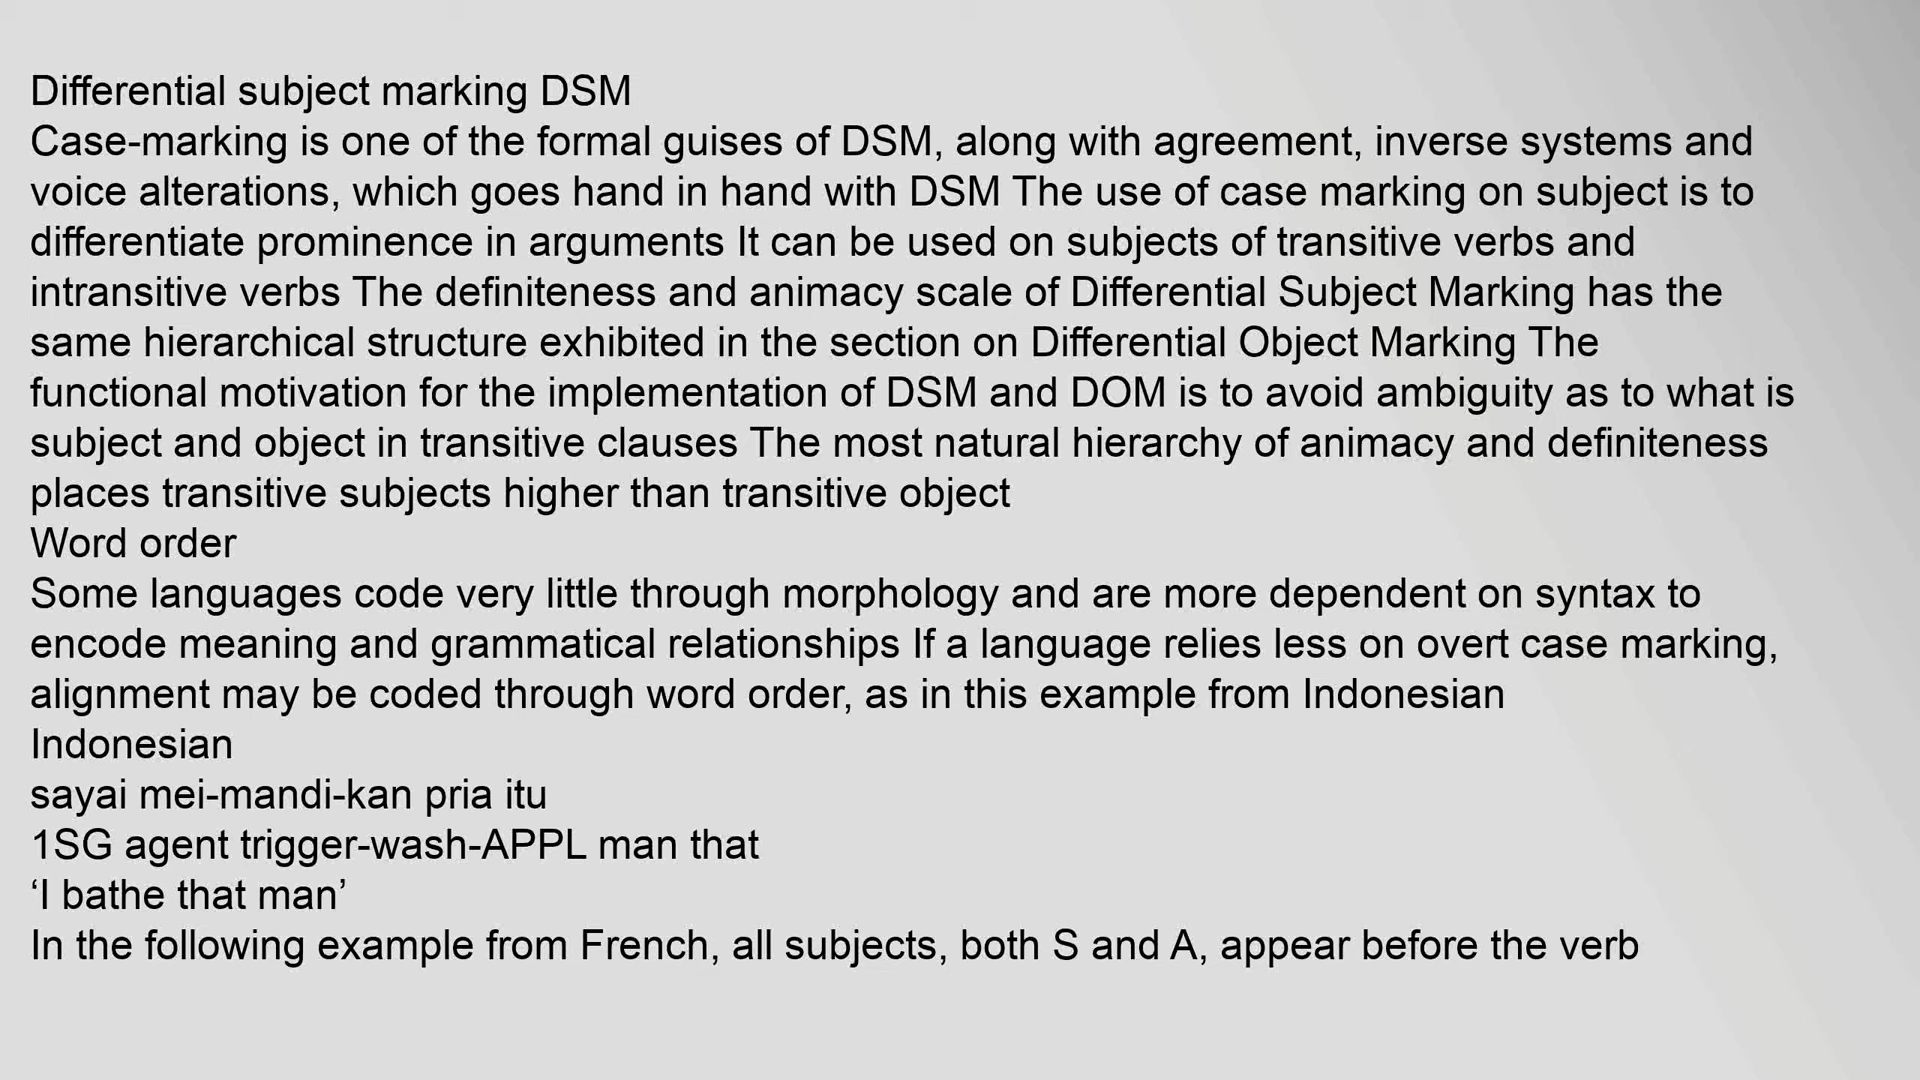 Differential subject marking DSM
Case-marking is one of the formal guises of DSM, along with agreement, inverse systems and
voice alterations, which goes hand in hand with DSM The use of case marking on subject is to
differentiate prominence in arguments It can be used on subjects of transitive verbs and
intransitive verbs The definiteness and animacy scale of Differential Subject Marking has the
same hierarchical structure exhibited in the section on Differential Object Marking The
functional motivation for the implementation of DSM and DOM is to avoid ambiguity as to what is
subject and object in transitive clauses The most natural hierarchy of animacy and definiteness
places transitive subjects higher than transitive object
Word order
Some languages code very little through morphology and are more dependent on syntax to
encode meaning and grammatical relationships If a language relies less on overt case marking,
alignment may be coded through word order, as in this example from Indonesian
Indonesian
sayai mei-mandi-kan pria itu
1SG agent trigger-wash-APPL man that
‘I bathe that man’
In the following example from French, all subjects, both S and A, appear before the verb